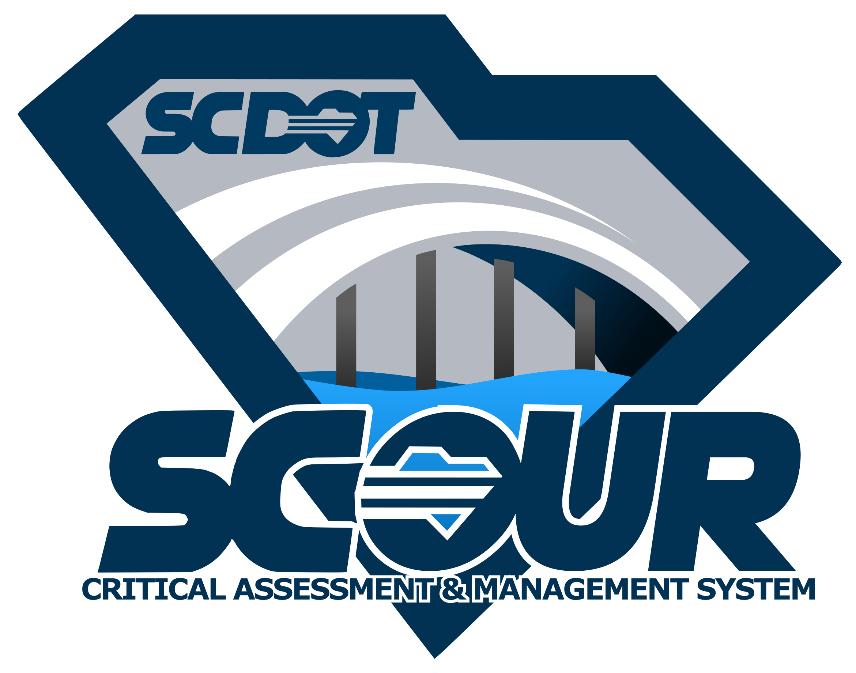 SCDOT
SCOUR
CRITICAL ASSESSMENT & MANAGEMENT SYSTEM